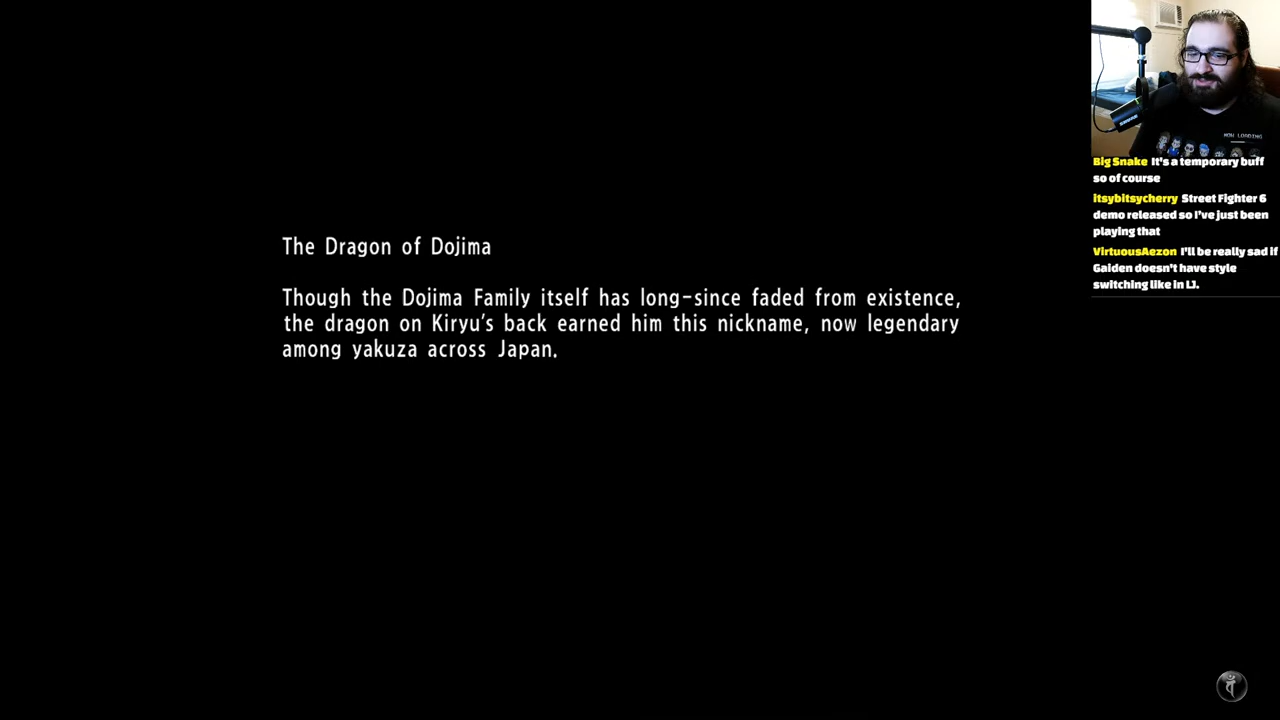 The Dragon of Dojima
Though the Dojima Family itself has long-since faded from existence,
the dragon on Kiryu's back earned him this nickname, now legendary
among yakuza across Japan.
NOW LOADING
SHURE
Big Snake It's a temporary buff
so of course
Itsybitsycherry Street Fighter 6
demo released so I've just been
playing that
VirtuousAezon I'll be really sad if
Gaiden doesn't have style
switching like in LJ.